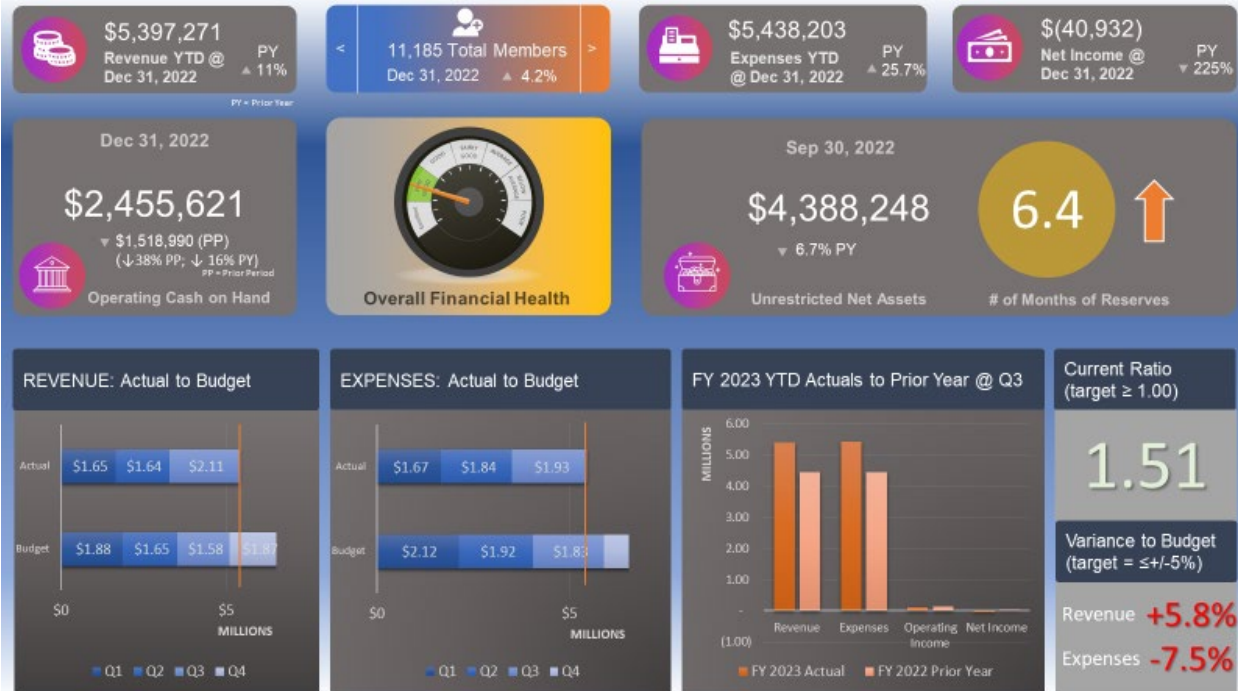 $5,397,271
Revenue YTD @
Dec 31, 2022
PY
▲ 11%
PY = Prior Year
<
11,185 Total Members
Dec 31, 2022 ▲ 4.2%
>
$5,438,203
Expenses YTD
@ Dec 31, 2022
PY
▲ 25.7%
$(40,932)
Net Income @
Dec 31, 2022
PY
▼ 225%
Dec 31, 2022
$2,455,621
▼ $1,518,990 (PP)
(↓38% PP; ↓ 16% PY)
PP = Prior Period
Operating Cash on Hand
GOOD
AVERAGE
POOR
Overall Financial Health
Sep 30, 2022
$4,388,248
▼ 6.7% PY
Unrestricted Net Assets
6.4
# of Months of Reserves
REVENUE: Actual to Budget
Actual
$1.65 $1.64 $2.11
Budget
$1.88 $1.65 $1.58 $1.87
$0 $5
MILLIONS
Q1 Q2 Q3 Q4
EXPENSES: Actual to Budget
Actual
$1.67 $1.84 $1.93
Budget
$2.12 $1.92 $1.83
$0 $5
MILLIONS
Q1 Q2 Q3 Q4
FY 2023 YTD Actuals to Prior Year @ Q3
MILLIONS
6.00
5.00
4.00
3.00
2.00
1.00
-
(1.00)
Revenue Expenses Operating Income Net Income
FY 2023 Actual FY 2022 Prior Year
Current Ratio
(target ≥ 1.00)
1.51
Variance to Budget
(target = ≤+/-5%)
Revenue +5.8%
Expenses -7.5%